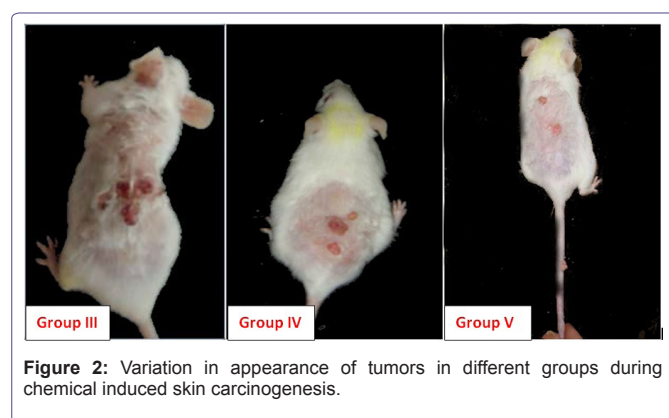 Group III
Group IV
Group V
Figure 2: Variation in appearance of tumors in different groups during
chemical induced skin carcinogenesis.